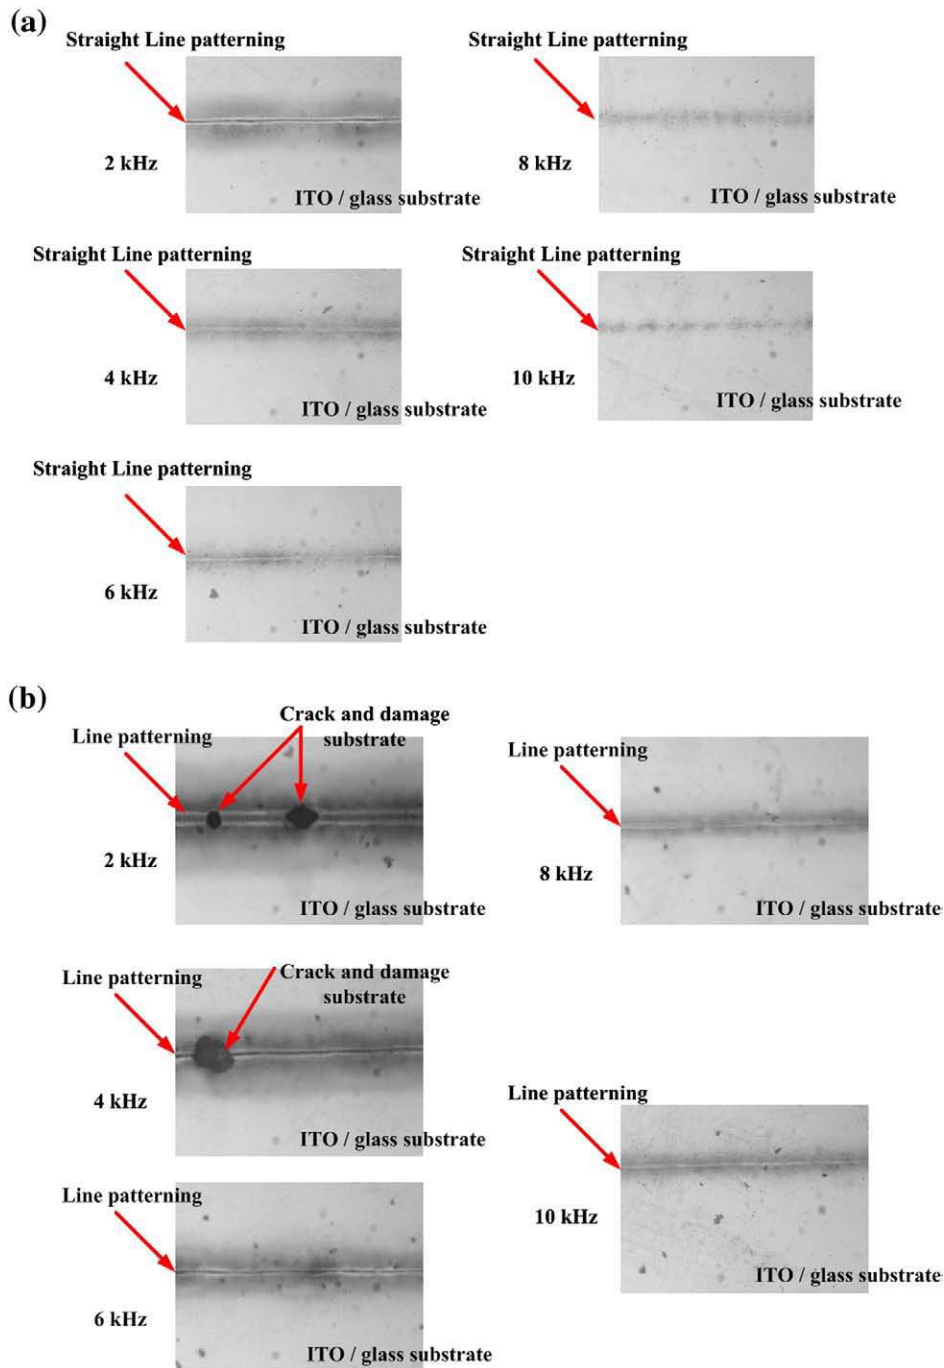 (a)
Straight Line patterning
2 kHz
ITO / glass substrate
Straight Line patterning
8 kHz
ITO / glass substrate
Straight Line patterning
4 kHz
ITO / glass substrate
Straight Line patterning
10 kHz
ITO / glass substrate
Straight Line patterning
6 kHz
ITO / glass substrate
(b)
Line patterning
Crack and damage
substrate
2 kHz
ITO / glass substrate
Line patterning
8 kHz
ITO / glass substrate
Line patterning
Crack and damage
substrate
4 kHz
ITO / glass substrate
Line patterning
10 kHz
ITO / glass substrate
Line patterning
6 kHz
ITO / glass substrate